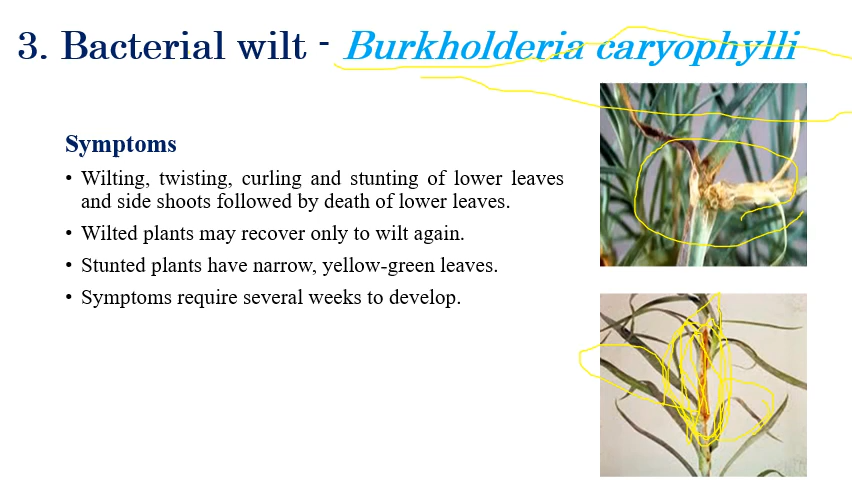 3. Bacterial wilt - Burkholderia caryophylli
Symptoms
• Wilting, twisting, curling and stunting of lower leaves
and side shoots followed by death of lower leaves.
• Wilted plants may recover only to wilt again.
• Stunted plants have narrow, yellow-green leaves.
• Symptoms require several weeks to develop.